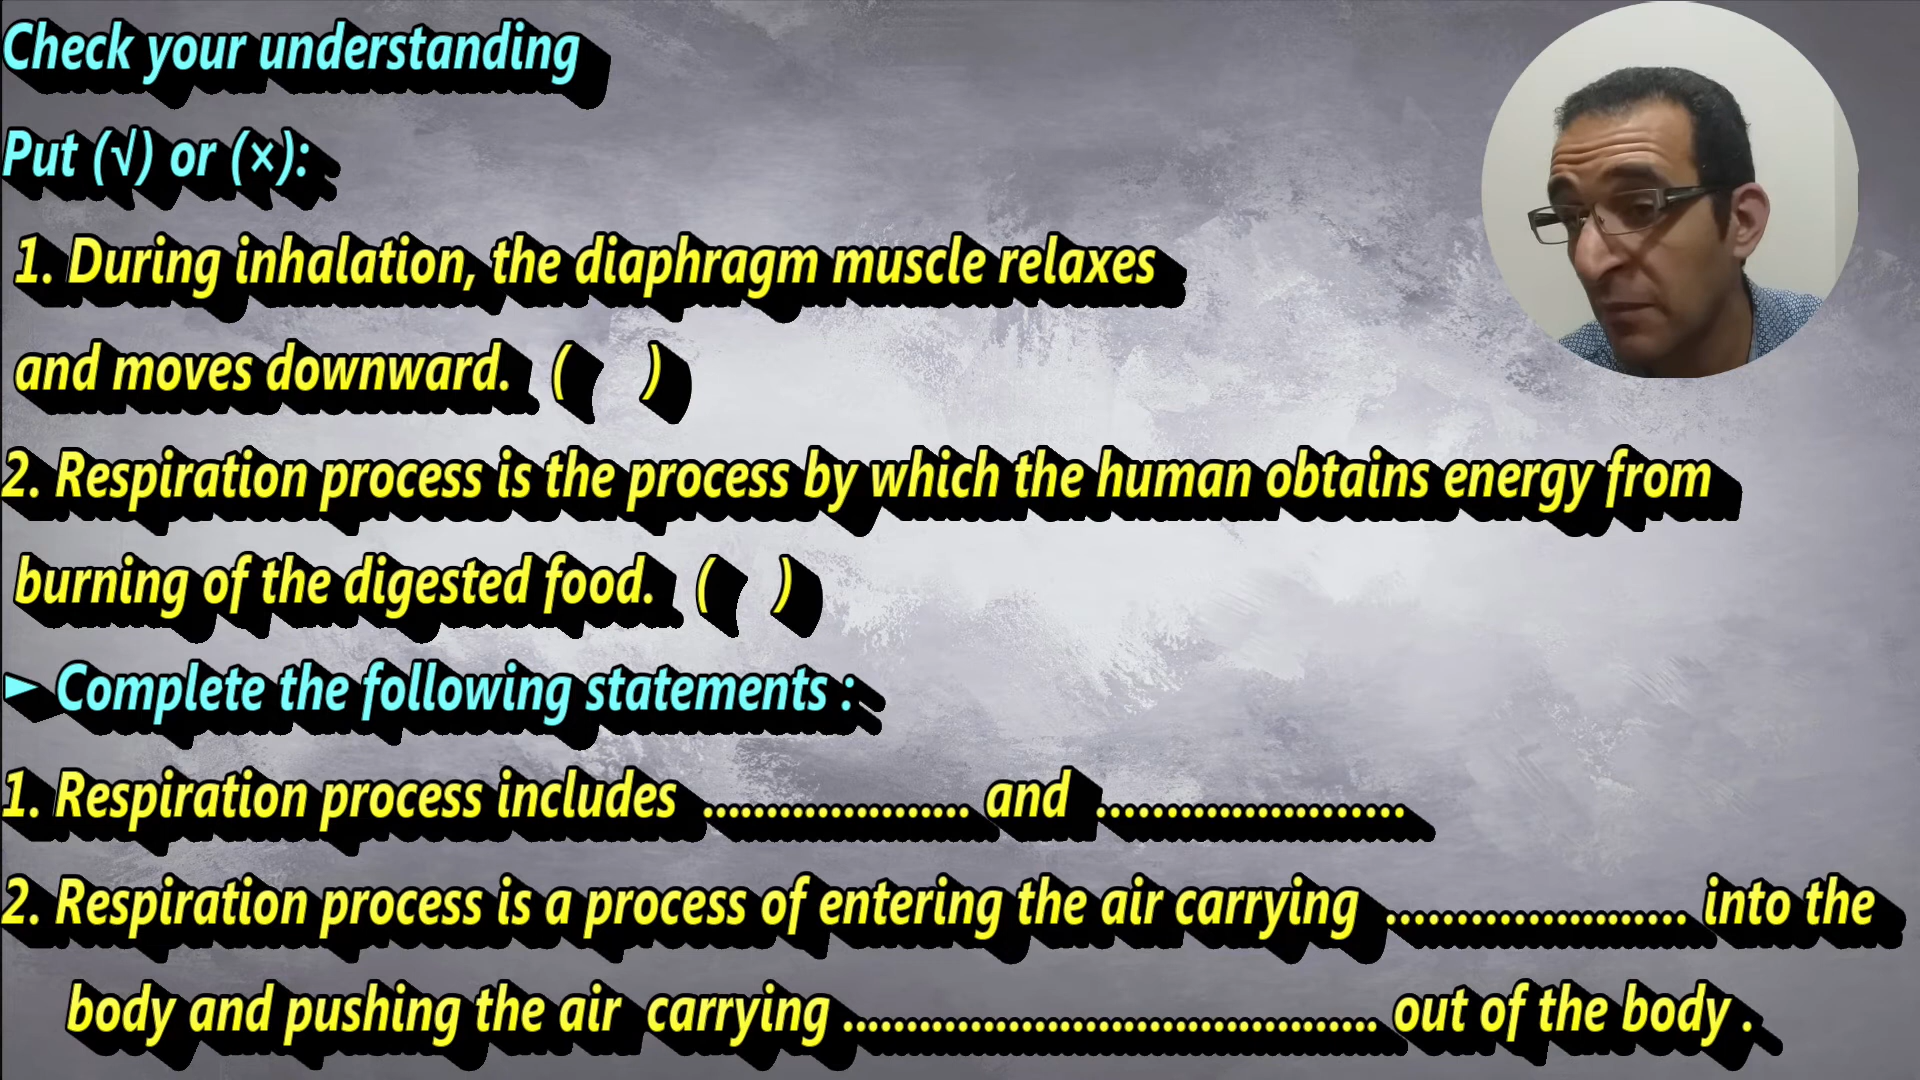 Check your understanding
Put (√) or (×):
1. During inhalation, the diaphragm muscle relaxes
and moves downward. (    )
2. Respiration process is the process by which the human obtains energy from
burning of the digested food. (    )
► Complete the following statements :
1. Respiration process includes ..................... and ........................
2. Respiration process is a process of entering the air carrying ....................... into the
body and pushing the air carrying .......................................... out of the body .